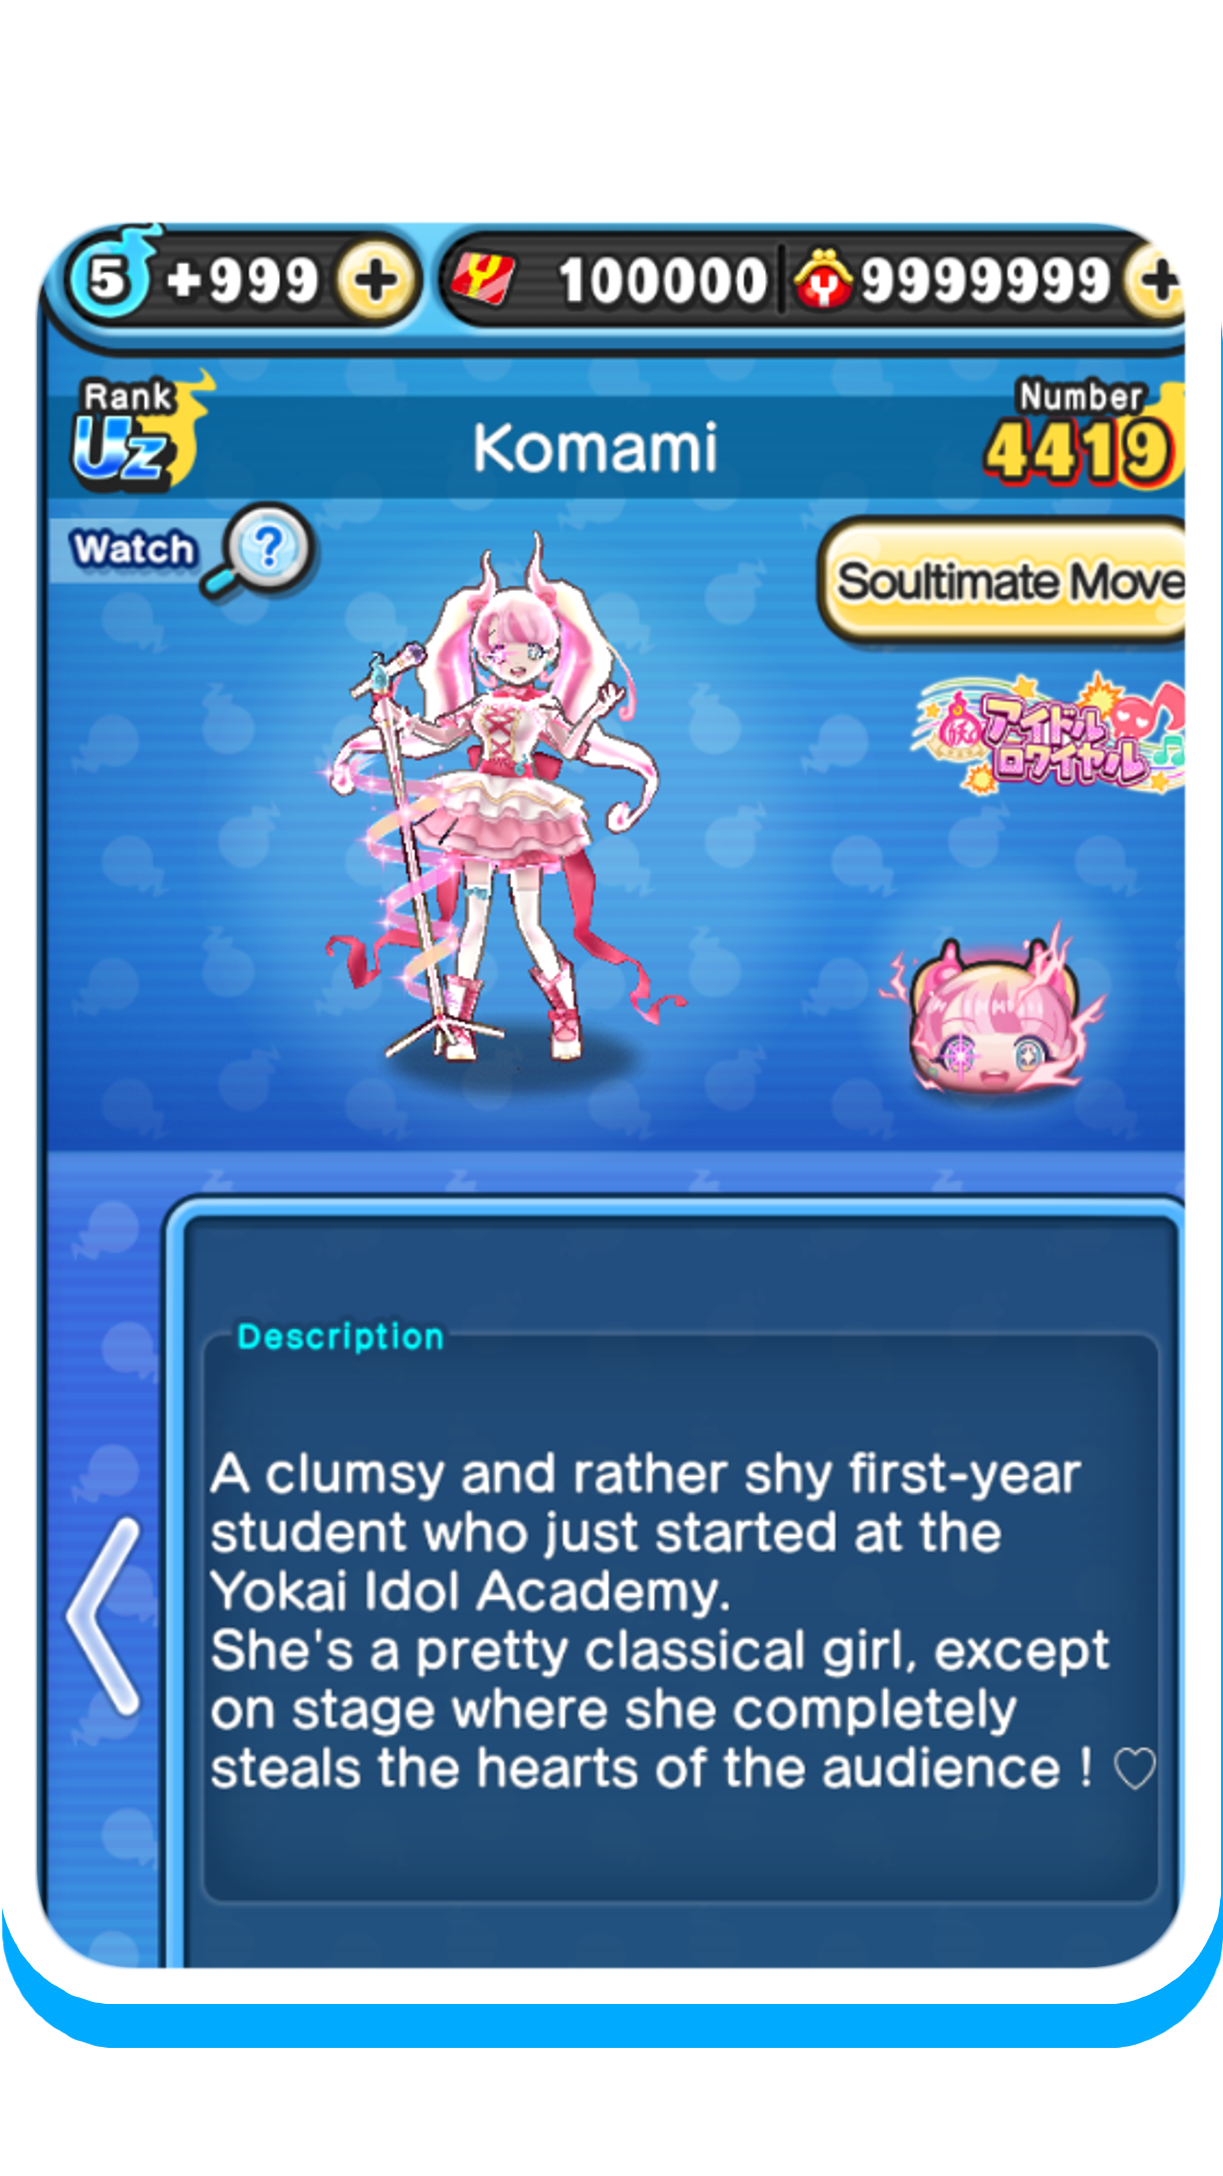 5 +999 100000 9999999
Rank
Uz
Komami
Number
4419
Watch
?
Soultimate Move
アイドル
ロワイヤル
Description
A clumsy and rather shy first-year
student who just started at the
Yokai Idol Academy.
She's a pretty classical girl, except
on stage where she completely
steals the hearts of the audience ! ♡